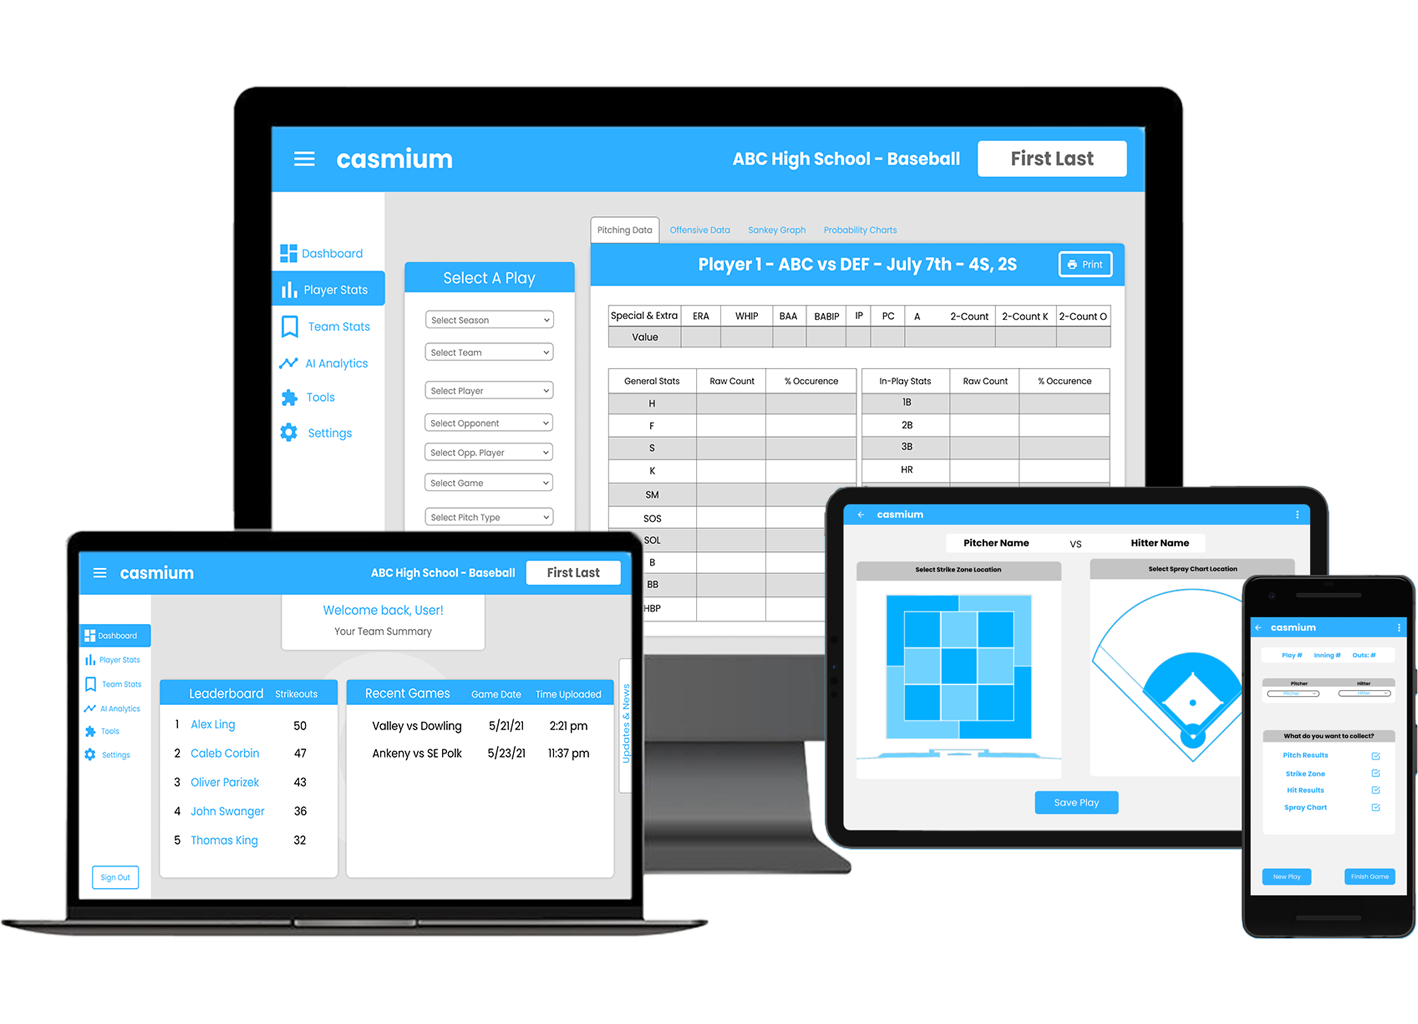 casmium
ABC High School - Baseball
First Last
Dashboard
Player Stats
Team Stats
AI Analytics
Tools
Settings
Select A Play
Select Season
Select Team
Select Player
Select Opponent
Select Opp. Player
Select Game
Select Pitch Type
Pitching Data Offensive Data Sankey Graph Probability Charts
Player 1 - ABC vs DEF - July 7th - 4S, 2S
Print
Special & Extra ERA WHIP BAA BABIP IP PC A 2-Count 2-Count K 2-Count O
Value
General Stats Raw Count % Occurence
H
F
S
K
SM
SOS
SOL
B
BB
HBP
In-Play Stats Raw Count % Occurence
1B
2B
3B
HR
casmium
ABC High School - Baseball
First Last
Dashboard
Player Stats
Team Stats
AI Analytics
Tools
Settings
Sign Out
Welcome back, User!
Your Team Summary
Leaderboard Strikeouts
1 Alex Ling 50
2 Caleb Corbin 47
3 Oliver Parizek 43
4 John Swanger 36
5 Thomas King 32
Recent Games Game Date Time Uploaded
Valley vs Dowling 5/21/21 2:21 pm
Ankeny vs SE Polk 5/23/21 11:37 pm
Updates & News
casmium
Pitcher Name VS Hitter Name
Select Strike Zone Location
Select Spray Chart Location
Save Play
casmium
Play # Inning # Outs: #
Pitcher Hitter
Pitcher Hitter
What do you want to collect?
Pitch Results
Strike Zone
Hit Results
Spray Chart
New Play
Finish Game